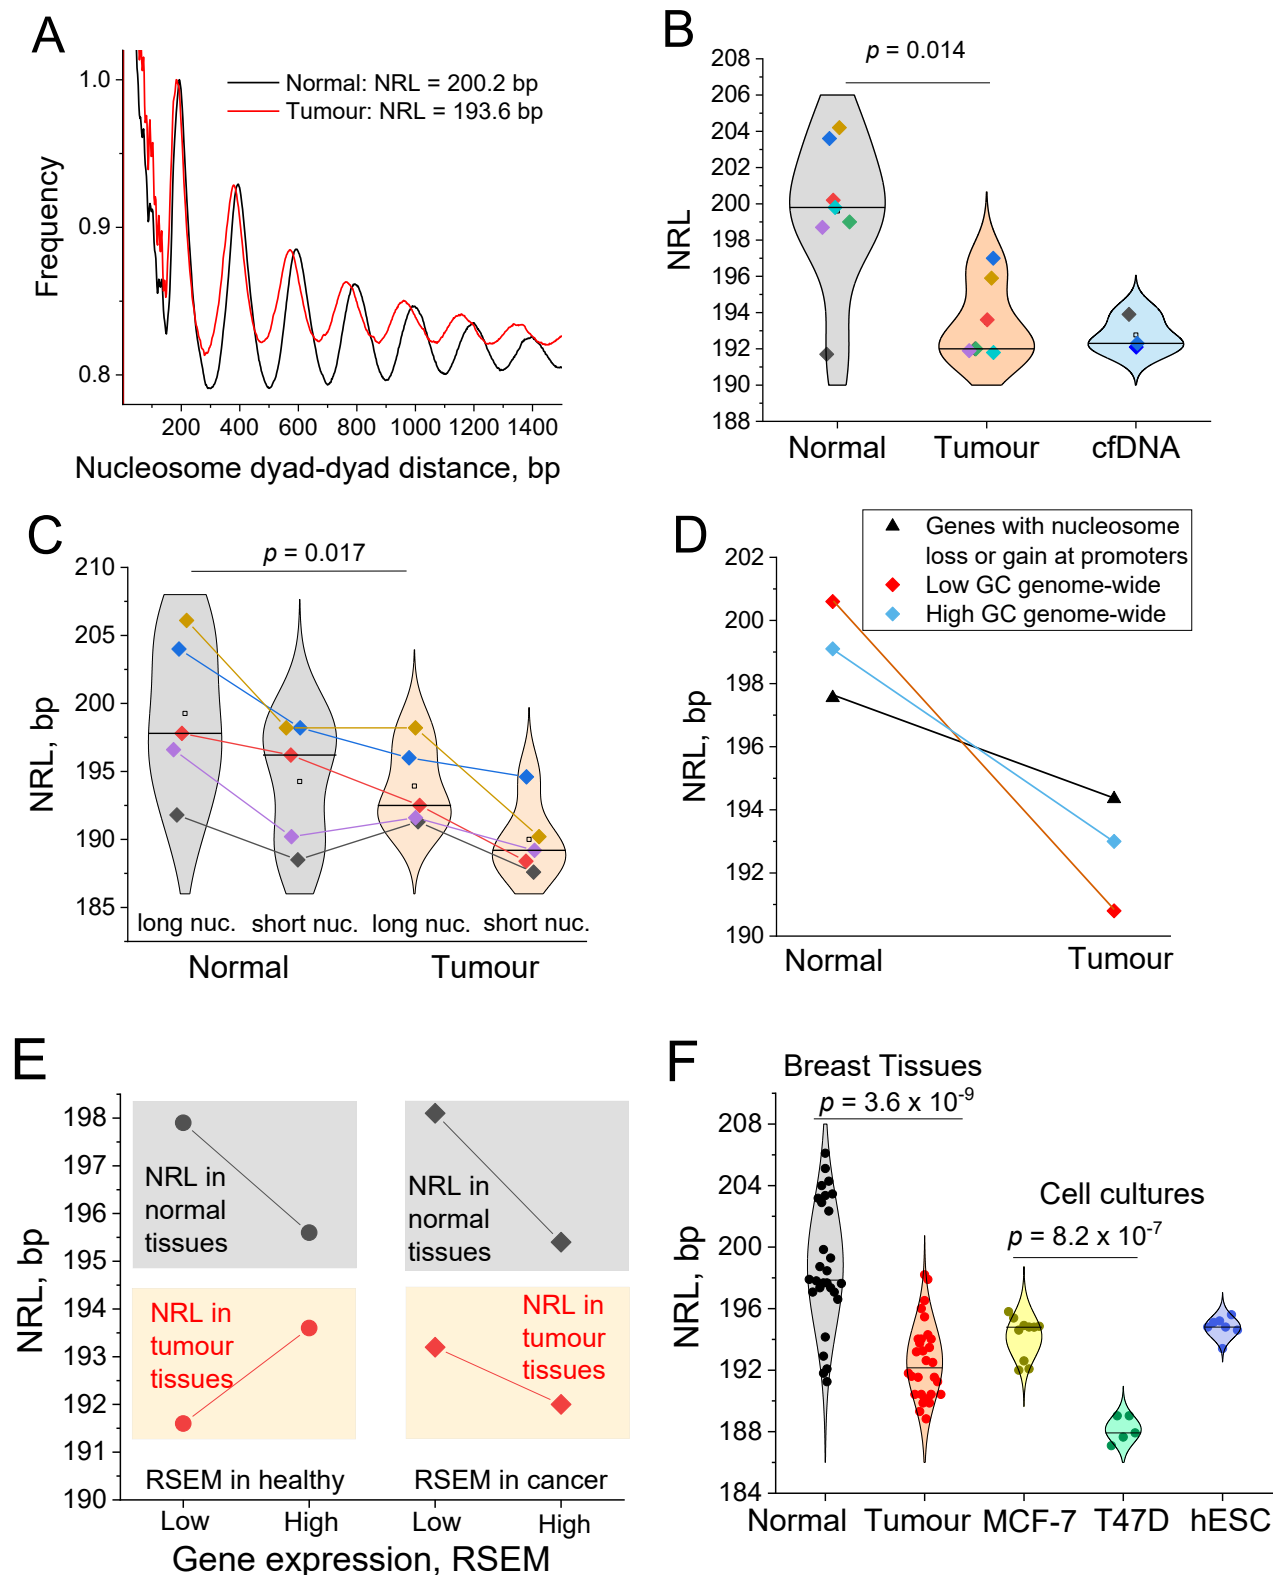 A
Normal: NRL = 200.2 bp
Tumour: NRL = 193.6 bp
1.0
0.9
0.8
Frequency
200 400 600 800 1000 1200 1400
Nucleosome dyad-dyad distance, bp
B
p = 0.014
208
206
204
202
200
198
196
194
192
190
188
NRL
Normal Tumour cfDNA
C
p = 0.017
210
205
200
195
190
185
NRL, bp
long nuc. short nuc. long nuc. short nuc.
Normal Tumour
D
Genes with nucleosome
loss or gain at promoters
Low GC genome-wide
High GC genome-wide
202
200
198
196
194
192
190
NRL, bp
Normal Tumour
E
198
197
196
195
194
193
192
191
190
NRL, bp
NRL in
normal
tissues
NRL in
normal
tissues
NRL in
tumour
tissues
NRL in
tumour
tissues
RSEM in healthy RSEM in cancer
Low High Low High
Gene expression, RSEM
F
Breast Tissues
p = 3.6 x 10-9
Cell cultures
p = 8.2 x 10-7
208
204
200
196
192
188
184
NRL, bp
Normal Tumour MCF-7 T47D hESC